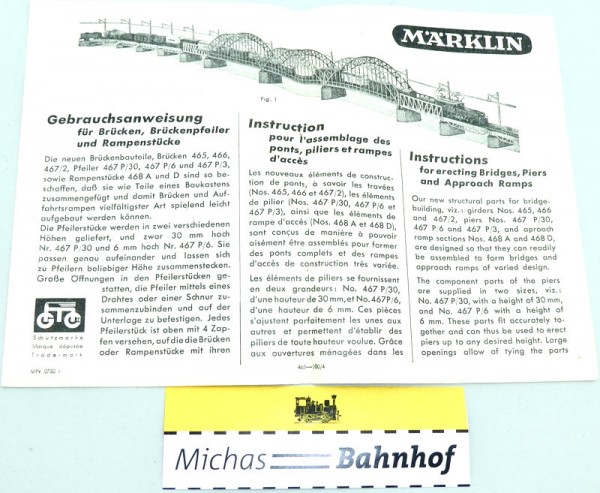 MÄRKLIN
Fig. 1
Gebrauchsanweisung
für Brücken, Brückenpfeiler
und Rampenstücke
Die neuen Brückenbauteile, Brücken 465, 466,
467/2, Pfeiler 467 P/30, 467 P/6 und 467 P/3,
sowie Rampenstücke 468 A und D sind so be-
schaffen, daß sie wie Teile eines Baukastens
zusammengefügt und damit Brücken und Auf-
fahrtsrampen vielfältigster Art spielend leicht
aufgebaut werden können.
Die Pfeilerstücke werden in zwei verschiedenen
Höhen geliefert, und zwar 30 mm hoch
Nr. 467 P/30 und 6 mm hoch Nr. 467 P/6. Sie
passen genau aufeinander und lassen sich
zu Pfeilern beliebiger Höhe zusammenstecken.
Große Öffnungen in den Pfeilerstücken ge-
statten, die Pfeiler mittels eines
Drahtes oder einer Schnur zu-
sammenzubinden und auf der
Unterlage zu befestigen. Jedes
Pfeilerstück ist oben mit 4 Zap-
fen versehen, auf die die Brücken
oder Rampenstücke mit ihren
Schutzmarke
Marque déposée
Trade-mark
Instruction
pour l'assemblage des
ponts, piliers et rampes
d'accès
Les nouveaux éléments de construc-
tion de ponts, à savoir les travées
(Nos. 465, 466 et 467/2), les éléments
de pilier (Nos. 467 P/30, 467 P/6 et
467 P/3), ainsi que les éléments de
rampe d'accès (Nos. 468 A et 468 D),
sont conçus de manière à pouvoir
aisément être assemblés pour former
des ponts complets et des rampes
d'accès de construction très variée.
Les éléments de piliers se fournissent
en deux grandeurs: No. 467 P/30,
d'une hauteur de 30 mm, et No. 467 P/6,
d'une hauteur de 6 mm. Ces pièces
s'ajustent parfaitement les unes aux
autres et permettent d'établir des
piliers de toute hauteur voulue. Grâce
aux ouvertures ménagées dans les
465—100/4
Instructions
for erecting Bridges, Piers
and Approach Ramps
Our new structural parts for bridge-
building, viz.: girders Nos. 465, 466
and 467/2, piers Nos. 467 P/30,
467 P/6 and 467 P/3, and aproach
ramp sections Nos. 468 A and 468 D,
are designed so that they can readily
be assembled to form bridges and
approach ramps of varied design.
The component parts of the piers
are supplied in two sizes, viz.:
No. 467 P/30, with a height of 30 mm,
and No. 467 P/6, with a height of
6 mm. These parts fit accurately to-
gether and can thus be used to erect
piers up to any desired height. Large
openings allow of tying the parts
Michas Bahnhof